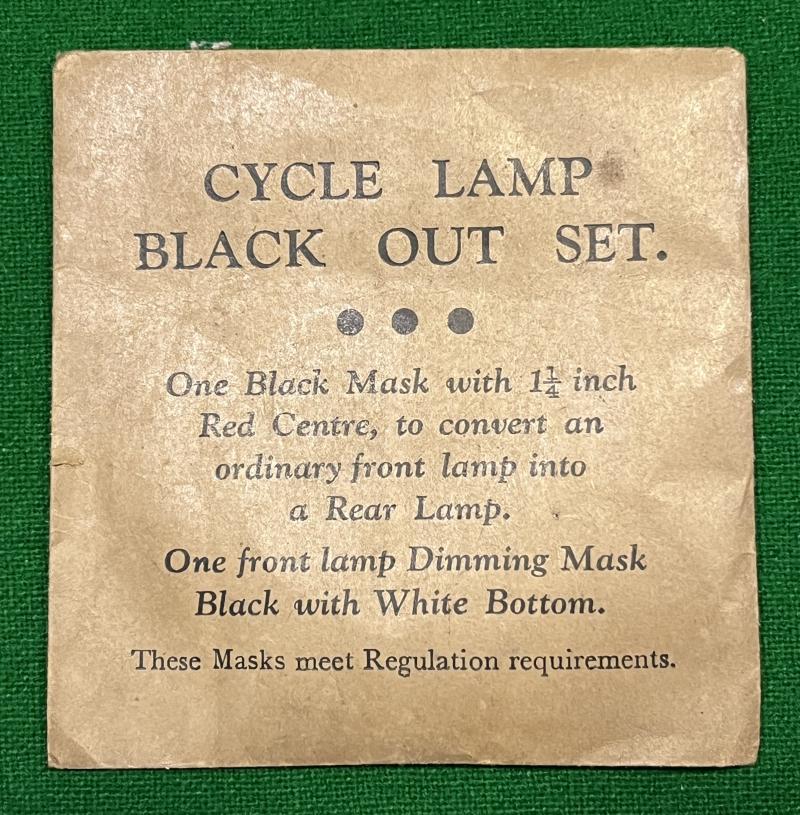 CYCLE LAMP
BLACK OUT SET.
One Black Mask with 1¼ inch
Red Centre, to convert an
ordinary front lamp into
a Rear Lamp.
One front lamp Dimming Mask
Black with White Bottom.
These Masks meet Regulation requirements.